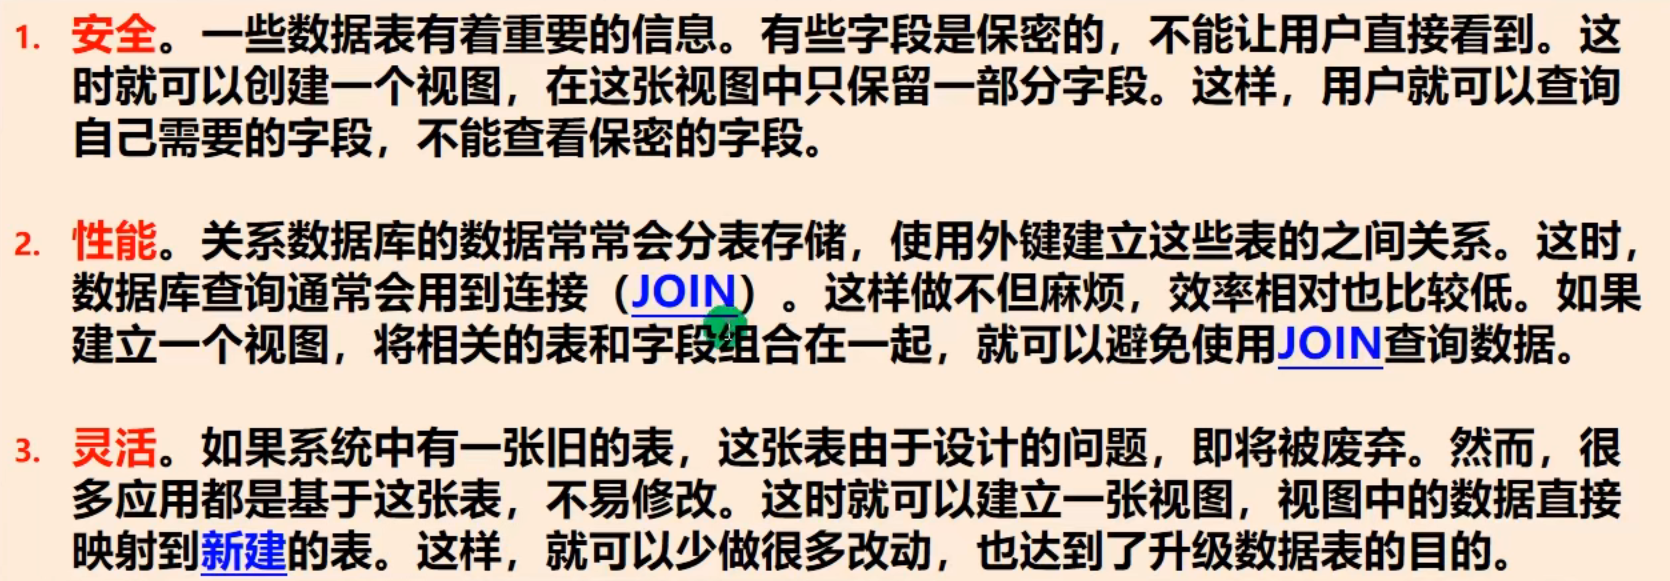 1. 安全。一些数据表有着重要的信息。有些字段是保密的，不能让用户直接看到。这
时就可以创建一个视图，在这张视图中只保留一部分字段。这样，用户就可以查询
自己需要的字段，不能查看保密的字段。
2. 性能。关系数据库的数据常常会分表存储，使用外键建立这些表的之间关系。这时，
数据库查询通常会用到连接（JOIN）。这样做不但麻烦，效率相对也比较低。如果
建立一个视图，将相关的表和字段组合在一起，就可以避免使用JOIN查询数据。
3. 灵活。如果系统中有一张旧的表，这张表由于设计的问题，即将被废弃。然而，很
多应用都是基于这张表，不易修改。这时就可以建立一张视图，视图中的数据直接
映射到新建的表。这样，就可以少做很多改动，也达到了升级数据表的目的。